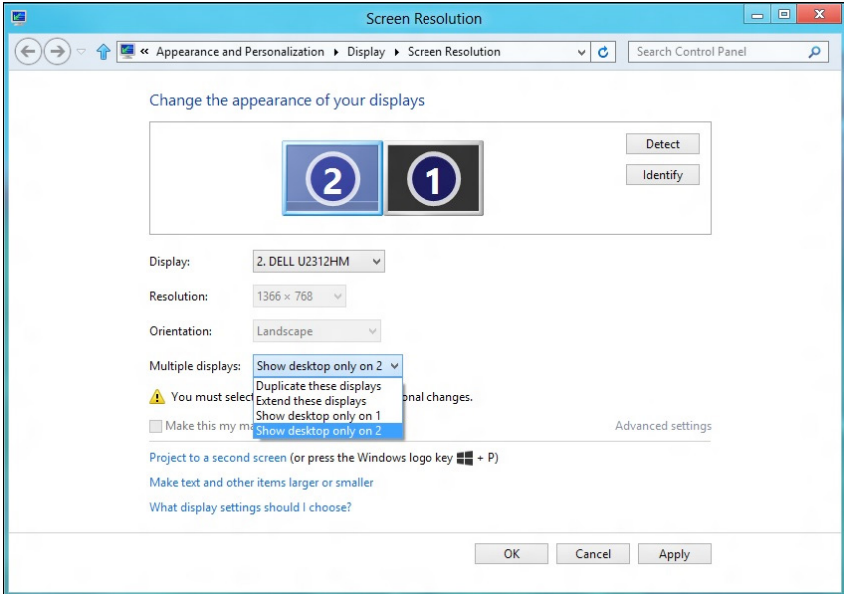 Screen Resolution
« Appearance and Personalization Display Screen Resolution Search Control Panel
Change the appearance of your displays
2 1
Detect
Identify
Display: 2. DELL U2312HM
Resolution: 1366 × 768
Orientation: Landscape
Multiple displays: Show desktop only on 2
Duplicate these displays
Extend these displays
Show desktop only on 1
Show desktop only on 2
You must select onal changes.
Make this my ma Advanced settings
Project to a second screen (or press the Windows logo key + P)
Make text and other items larger or smaller
What display settings should I choose?
OK Cancel Apply